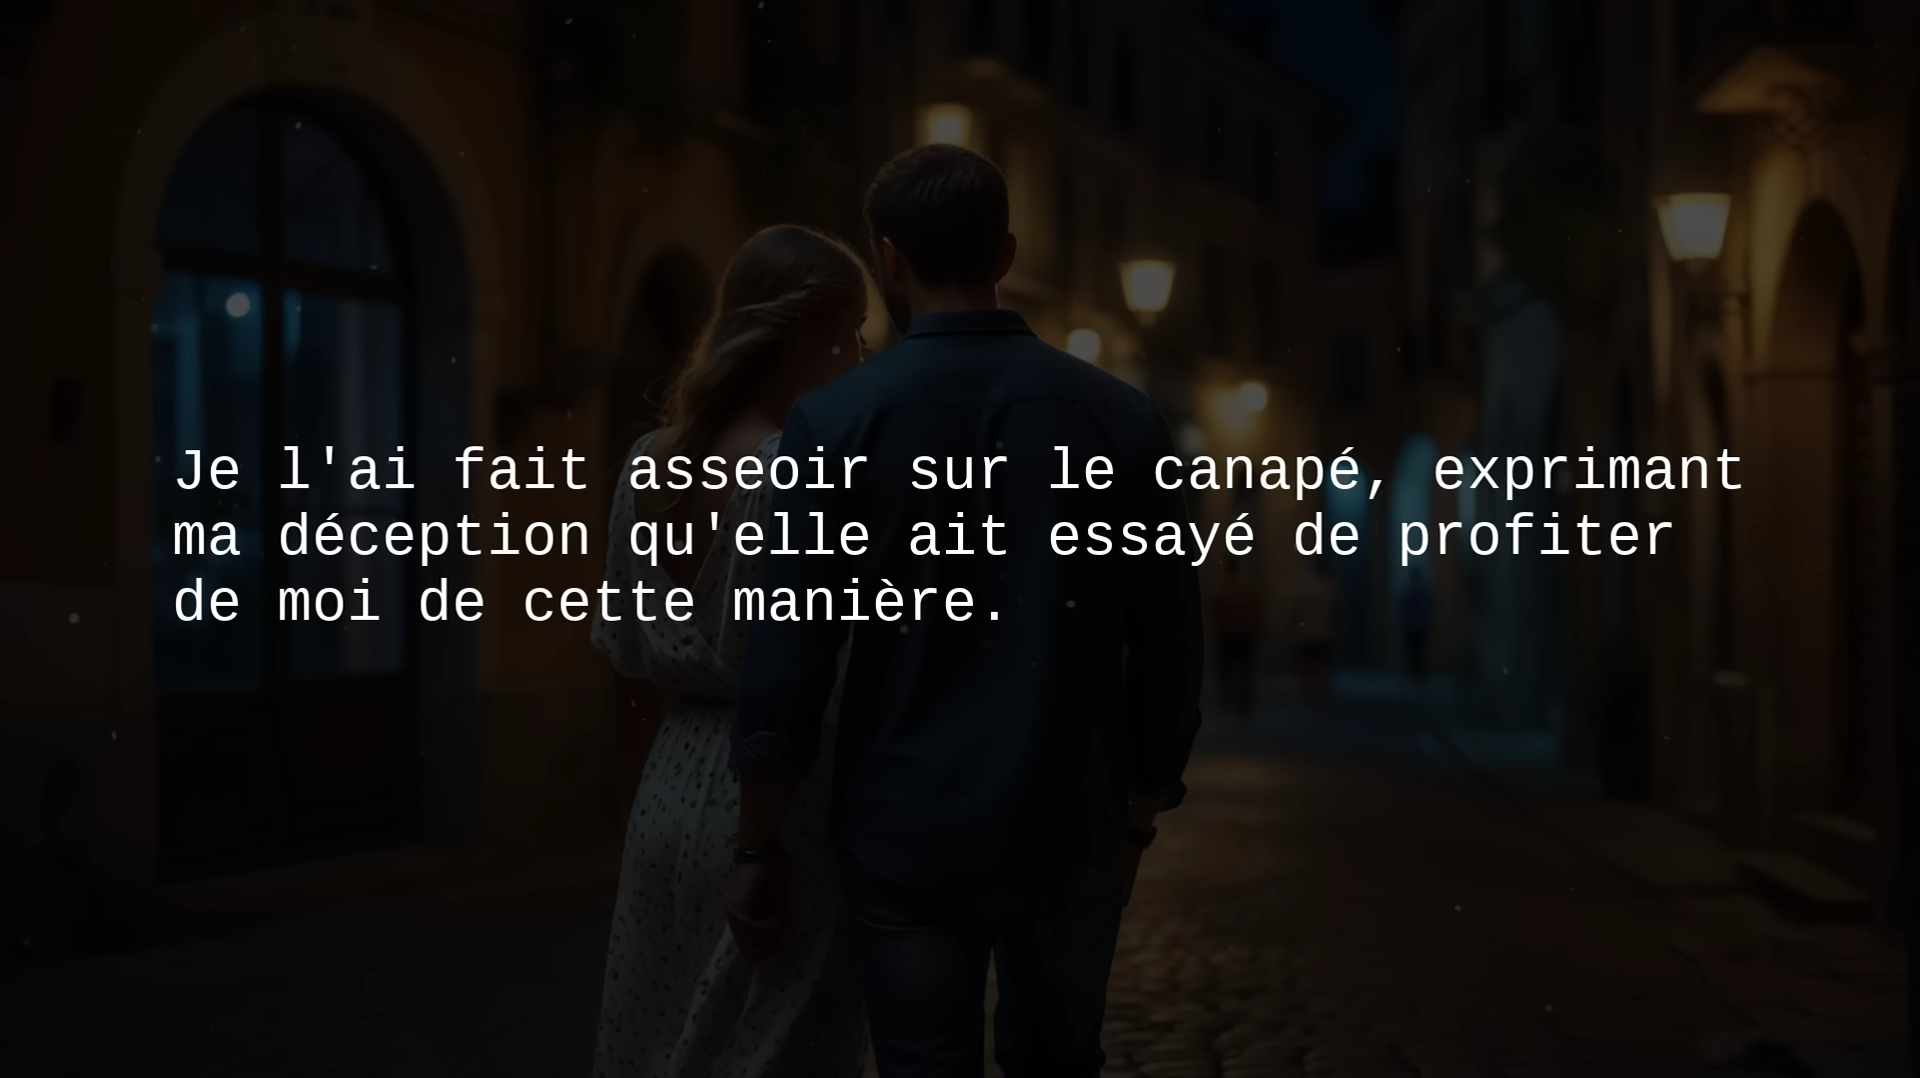 Je l'ai fait asseoir sur le canapé, exprimant
ma déception qu'elle ait essayé de profiter
de moi de cette manière.